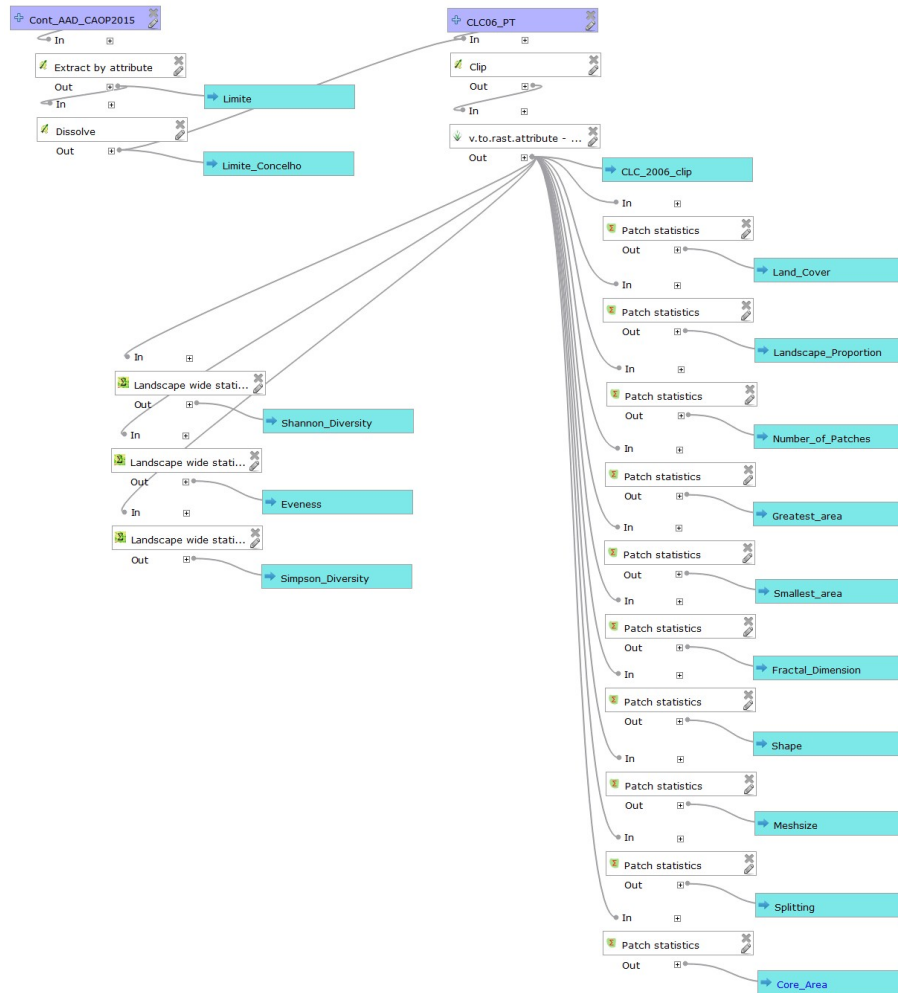 Cont_AAD_CAOP2015
In
Extract by attribute
Out
In
Limite
Dissolve
Out
Limite_Concelho
CLC06_PT
In
Clip
Out
In
v.to.rast.attribute - ...
Out
CLC_2006_clip
In
Patch statistics
Out
Land_Cover
In
Patch statistics
Out
Landscape_Proportion
In
Patch statistics
Out
Number_of_Patches
In
Patch statistics
Out
Greatest_area
In
Patch statistics
Out
Smallest_area
In
Patch statistics
Out
Fractal_Dimension
In
Patch statistics
Out
Shape
In
Patch statistics
Out
Meshsize
In
Patch statistics
Out
Splitting
In
Patch statistics
Out
Core_Area
In
Landscape wide stati...
Out
Shannon_Diversity
In
Landscape wide stati...
Out
Eveness
In
Landscape wide stati...
Out
Simpson_Diversity